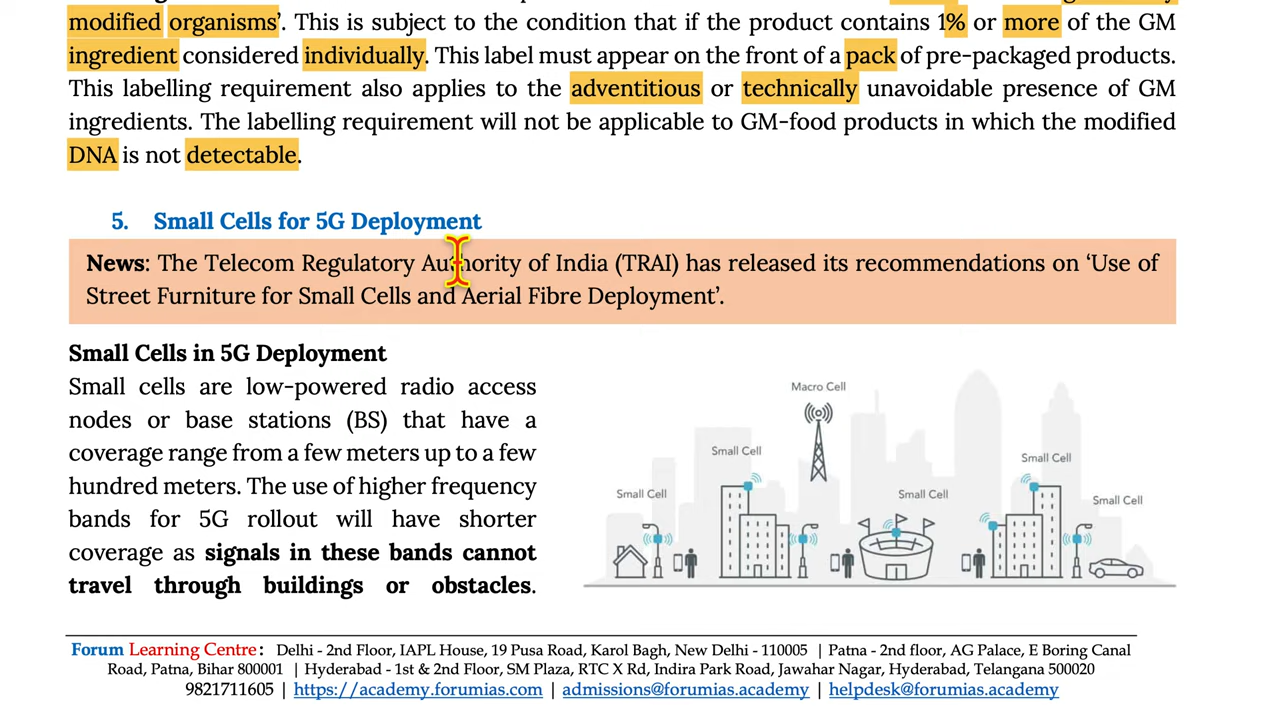 modified organisms'. This is subject to the condition that if the product contains 1% or more of the GM
ingredient considered individually. This label must appear on the front of a pack of pre-packaged products.
This labelling requirement also applies to the adventitious or technically unavoidable presence of GM
ingredients. The labelling requirement will not be applicable to GM-food products in which the modified
DNA is not detectable.
5. Small Cells for 5G Deployment
News: The Telecom Regulatory Authority of India (TRAI) has released its recommendations on ‘Use of
Street Furniture for Small Cells and Aerial Fibre Deployment’.
Small Cells in 5G Deployment
Small cells are low-powered radio access
nodes or base stations (BS) that have a
coverage range from a few meters up to a few
hundred meters. The use of higher frequency
bands for 5G rollout will have shorter
coverage as signals in these bands cannot
travel through buildings or obstacles.
Macro Cell
Small Cell
Small Cell
Small Cell
Small Cell
Small Cell
Forum Learning Centre: Delhi - 2nd Floor, IAPL House, 19 Pusa Road, Karol Bagh, New Delhi - 110005 | Patna - 2nd floor, AG Palace, E Boring Canal
Road, Patna, Bihar 800001 | Hyderabad - 1st & 2nd Floor, SM Plaza, RTC X Rd, Indira Park Road, Jawahar Nagar, Hyderabad, Telangana 500020
9821711605 | https://academy.forumias.com | admissions@forumias.academy | helpdesk@forumias.academy